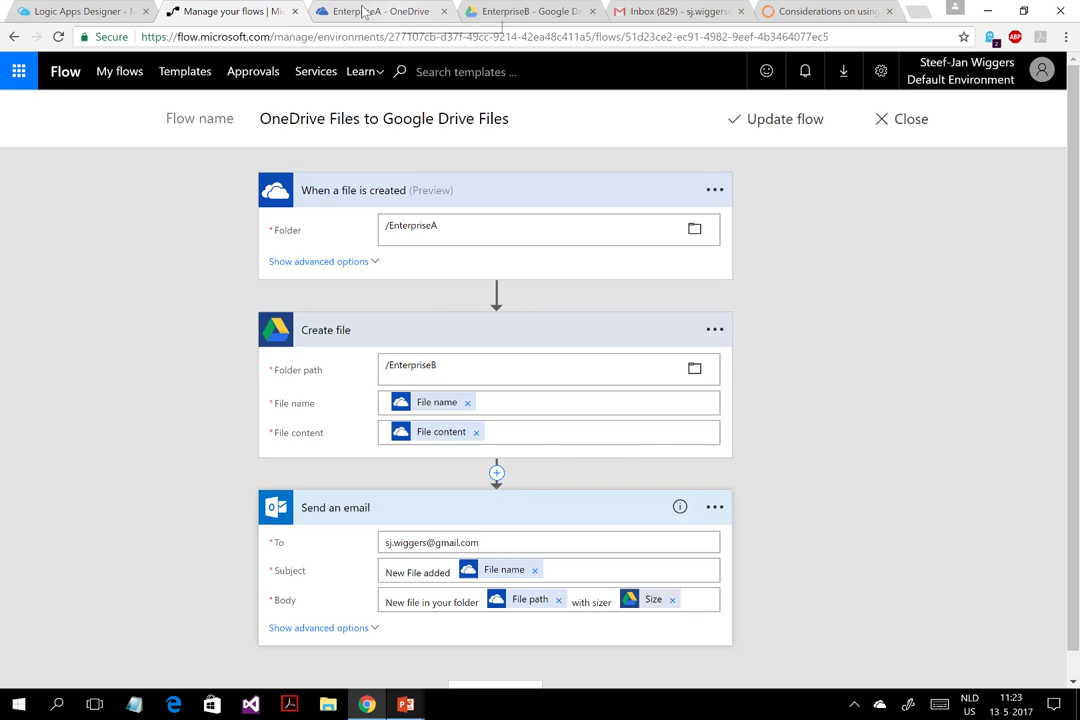 Logic Apps Designer - M
Manage your flows | Mic
EnterpriseA - OneDrive
EnterpriseB - Google Dr
Inbox (829) - sj.wiggers
Considerations on using
Secure
https://flow.microsoft.com/manage/environments/277107cb-d37f-49cc-9214-42ea48c411a5/flows/51d23ce2-ec91-4982-9eef-4b3464077ec5
ABP
2
Flow My flows Templates Approvals Services Learn Search templates ...
Steef-Jan Wiggers
Default Environment
Flow name OneDrive Files to Google Drive Files Update flow Close
When a file is created (Preview)
* Folder /EnterpriseA
Show advanced options
Create file
* Folder path /EnterpriseB
* File name File name ×
* File content File content ×
Send an email
* To sj.wiggers@gmail.com
* Subject New File added File name ×
* Body New file in your folder File path × with sizer Size ×
Show advanced options
NLD
US
11:23
13-5-2017